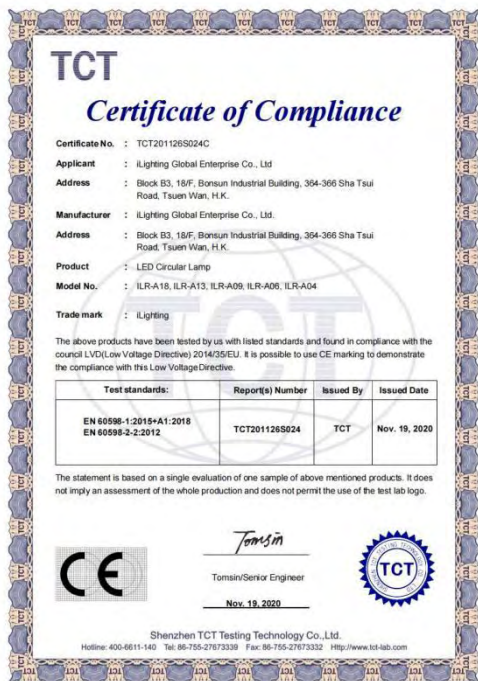 TCT
Certificate of Compliance
Certificate No. : TCT201126S024C
Applicant : iLighting Global Enterprise Co., Ltd
Address : Block B3, 18/F, Bonsun Industrial Building, 364-366 Sha Tsui
Road, Tsuen Wan, H.K.
Manufacturer : iLighting Global Enterprise Co., Ltd.
Address : Block B3, 18/F, Bonsun Industrial Building, 364-366 Sha Tsui
Road, Tsuen Wan, H.K.
Product : LED Circular Lamp
Model No. : ILR-A18, ILR-A13, ILR-A09, ILR-A06, ILR-A04
Trade mark : iLighting
The above products have been tested by us with listed standards and found in compliance with the
council LVD(Low Voltage Directive) 2014/35/EU. It is possible to use CE marking to demonstrate
the compliance with this Low VoltageDirective.
Test standards: Report(s) Number Issued By Issued Date
EN 60598-1:2015+A1:2018
EN 60598-2-2:2012
TCT201126S024 TCT Nov. 19, 2020
The statement is based on a single evaluation of one sample of above mentioned products. It does
not imply an assessment of the whole production and does not permit the use of the test lab logo.
Tomsin
CE
TCT
Tomsin/Senior Engineer
Nov. 19, 2020
Shenzhen TCT Testing Technology Co.,Ltd.
Hotline: 400-6611-140 Tel: 86-755-27673339 Fax: 86-755-27673332 Http://www.tct-lab.com